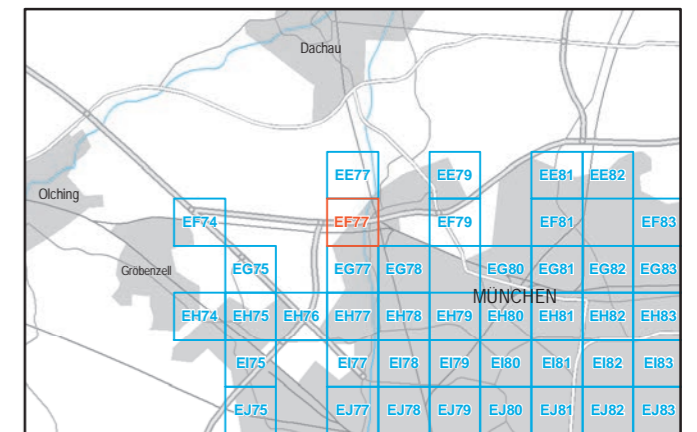 Dachau
EE77 EE79 EE81 EE82
Olching
EF74 EF77 EF79 EF81 EF83
Gröbenzell
EG75 EG77 EG78 EG80 EG81 EG82 EG83
MÜNCHEN
EH74 EH75 EH76 EH77 EH78 EH79 EH80 EH81 EH82 EH83
EI75 EI77 EI78 EI79 EI80 EI81 EI82 EI83
EJ75 EJ77 EJ78 EJ79 EJ80 EJ81 EJ82 EJ83